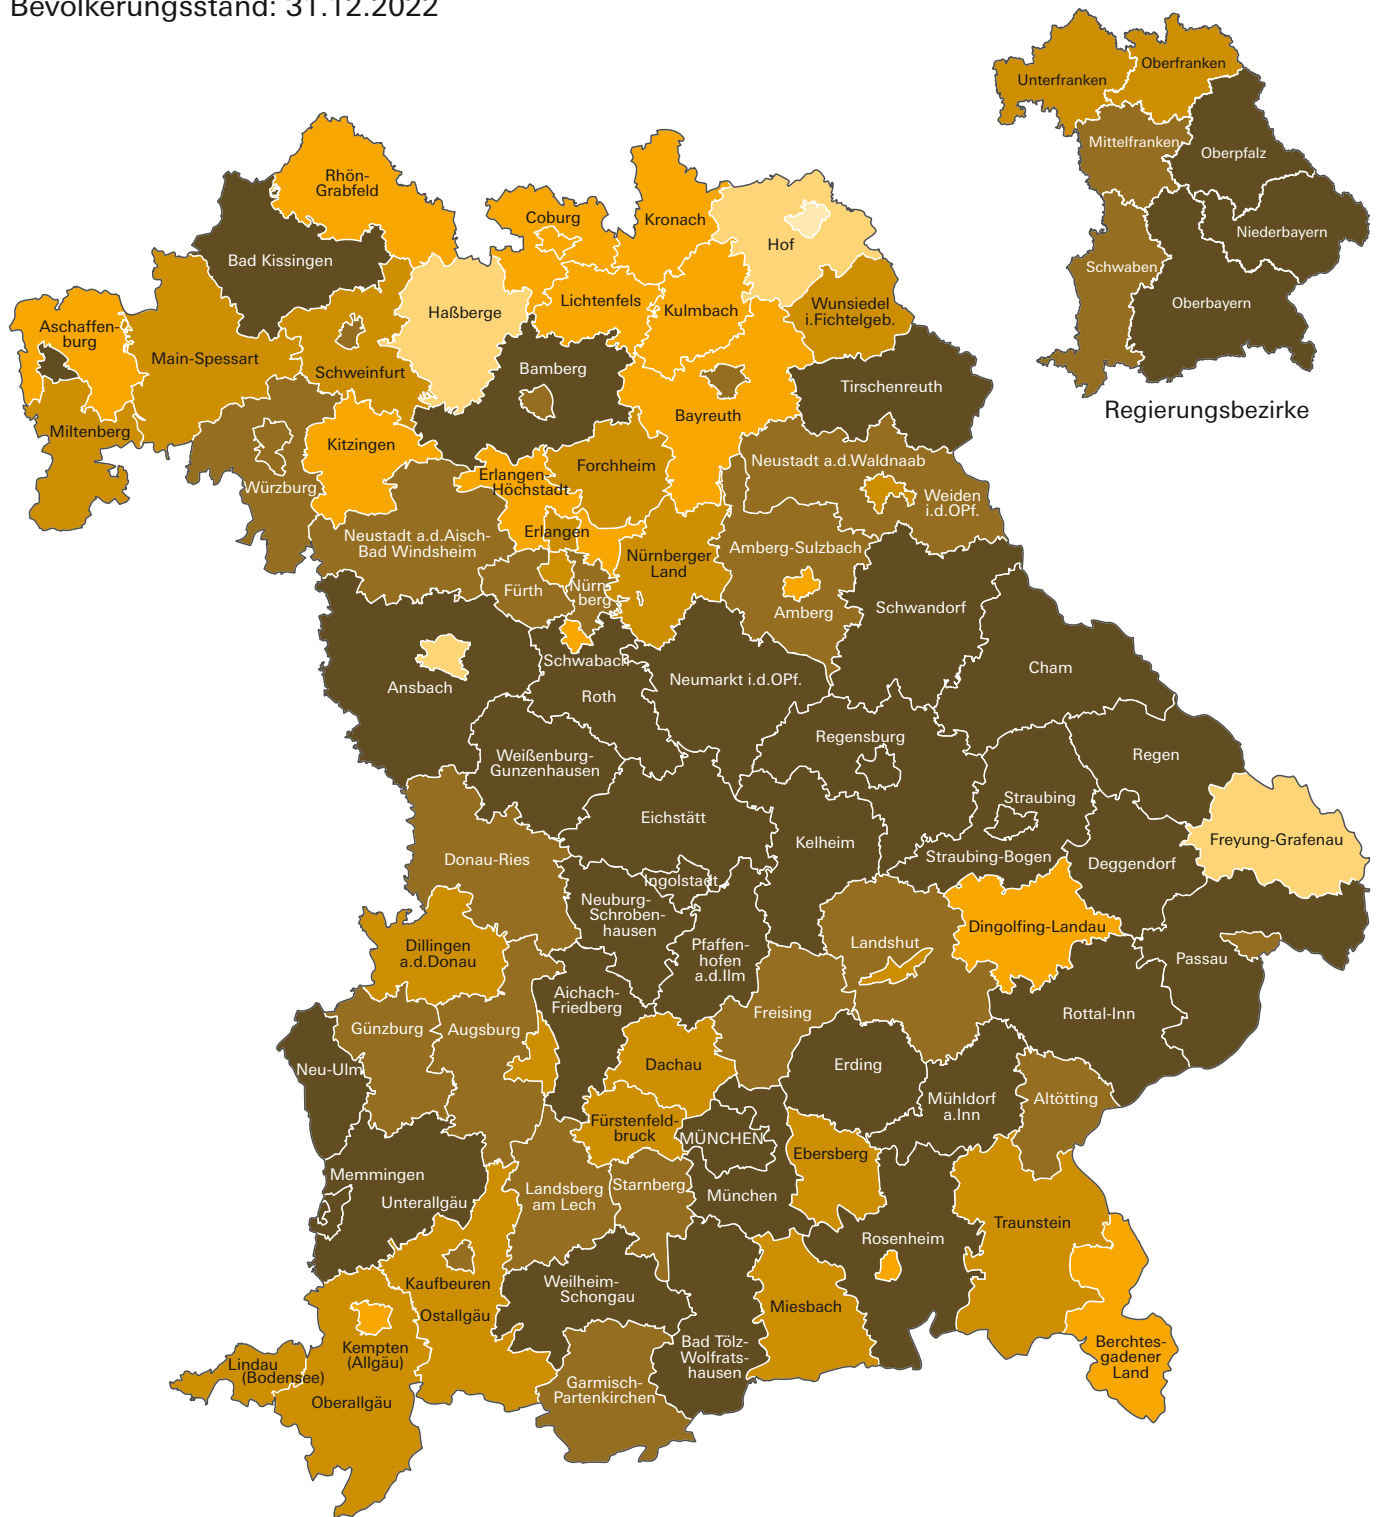 Bevölkerungsstand: 31.12.2022
Unterfranken
Oberfranken
Mittelfranken
Oberpfalz
Niederbayern
Schwaben
Oberbayern
Regierungsbezirke
Rhön-
Grabfeld
Bad Kissingen
Coburg
Kronach
Hof
Aschaffen-
burg
Main-Spessart
Schweinfurt
Haßberge
Lichtenfels
Kulmbach
Wunsiedel
i.Fichtelgeb.
Bamberg
Tirschenreuth
Miltenberg
Kitzingen
Bayreuth
Würzburg
Erlangen-
Höchstadt
Forchheim
Neustadt a.d.Waldnaab
Weiden
i.d.OPf.
Neustadt a.d.Aisch-
Bad Windsheim
Erlangen
Nürnberger
Land
Amberg-Sulzbach
Fürth
Nürn-
berg
Amberg
Schwandorf
Schwabach
Ansbach
Roth
Neumarkt i.d.OPf.
Cham
Weißenburg-
Gunzenhausen
Regensburg
Regen
Eichstätt
Straubing
Kelheim
Freyung-Grafenau
Donau-Ries
Straubing-Bogen
Deggendorf
Ingolstadt
Neuburg-
Schroben-
hausen
Dingolfing-Landau
Dillingen
a.d.Donau
Pfaffen-
hofen
a.d.Ilm
Landshut
Passau
Aichach-
Friedberg
Günzburg
Augsburg
Freising
Rottal-Inn
Neu-Ulm
Dachau
Erding
Mühldorf
a.Inn
Altötting
Fürstenfeld-
bruck
MÜNCHEN
Ebersberg
Memmingen
Unterallgäu
Landsberg
am Lech
Starnberg
München
Traunstein
Rosenheim
Kaufbeuren
Weilheim-
Schongau
Ostallgäu
Miesbach
Kempten
(Allgäu)
Bad Tölz-
Wolfrats-
hausen
Berchtes-
gadener
Land
Lindau
(Bodensee)
Garmisch-
Partenkirchen
Oberallgäu